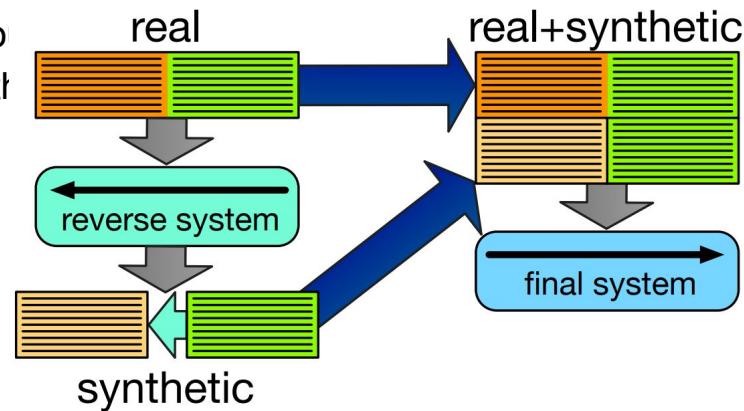 real
real+synthetic
reverse system
final system
synthetic